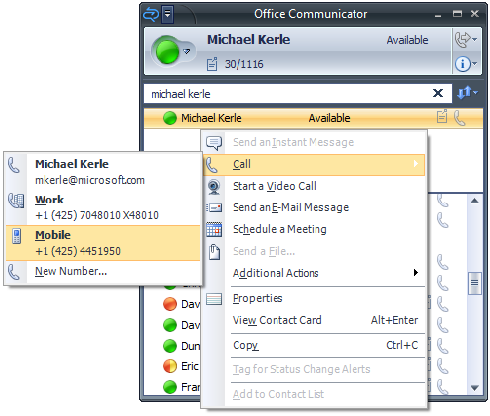 Office Communicator
Michael Kerle Available
30/1116
michael kerle
Michael Kerle Available
Send an Instant Message
Call
Start a Video Call
Send an E-Mail Message
Schedule a Meeting
Send a File...
Additional Actions
Properties
View Contact Card Alt+Enter
Copy Ctrl+C
Tag for Status Change Alerts
Add to Contact List
Michael Kerle
mkerle@microsoft.com
Work
+1 (425) 7048010 X48010
Mobile
+1 (425) 4451950
New Number...
Dav
Dav
Dun
Eric
Fran